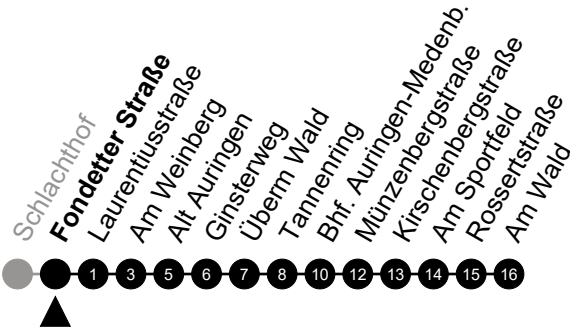 Schlachthof
Fondetter Straße
Laurentiusstraße
Am Weinberg
Alt Auringen
Ginsterweg
Überm Wald
Tannenring
Bhf. Auringen-Medenb.
Münzenbergstraße
Kirschenbergstraße
Am Sportfeld
Rossertstraße
Am Wald
1 3 5 6 7 8 10 12 13 14 15 16